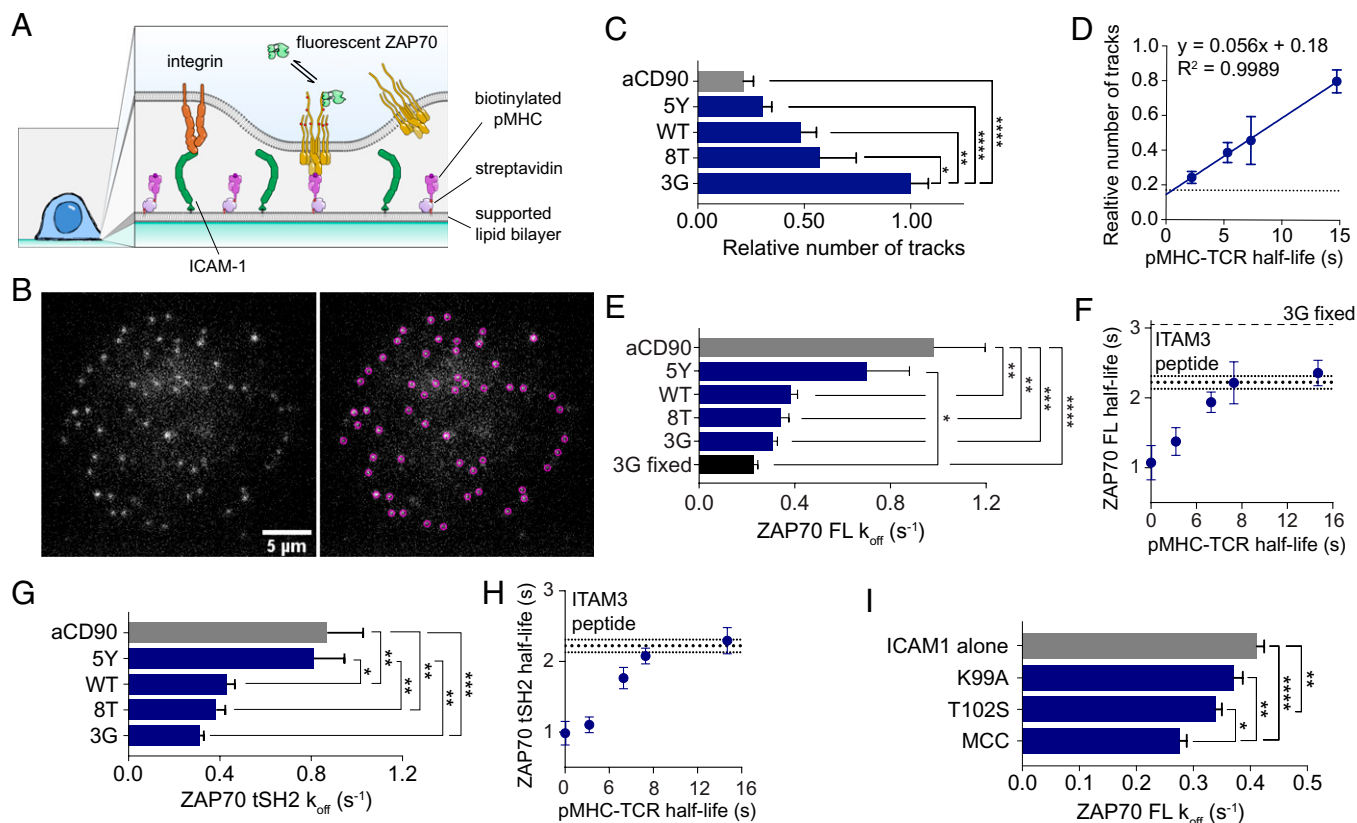 A
integrin
fluorescent ZAP70
biotinylated
pMHC
streptavidin
supported
lipid bilayer
ICAM-1
B
5 µm
C
aCD90
5Y
WT
8T
3G
****
****
**
*
0.00
0.50
1.00
Relative number of tracks
D
y = 0.056x + 0.18
R² = 0.9989
Relative number of tracks
1.0
0.8
0.6
0.4
0.2
0
0
5
10
15
pMHC-TCR half-life (s)
E
aCD90
5Y
WT
8T
3G
3G fixed
*
**
**
***
****
0.0
0.4
0.8
1.2
ZAP70 FL k_off (s⁻¹)
F
3G fixed
ITAM3
peptide
ZAP70 FL half-life (s)
3
2
1
0
4
8
12
16
pMHC-TCR half-life (s)
G
aCD90
5Y
WT
8T
3G
*
**
**
**
**
***
0.0
0.4
0.8
1.2
ZAP70 tSH2 k_off (s⁻¹)
H
ITAM3
peptide
ZAP70 tSH2 half-life (s)
3
2
1
0
4
8
12
16
pMHC-TCR half-life (s)
I
ICAM1 alone
K99A
T102S
MCC
*
**
****
**
0.0
0.1
0.2
0.3
0.4
0.5
ZAP70 FL k_off (s⁻¹)